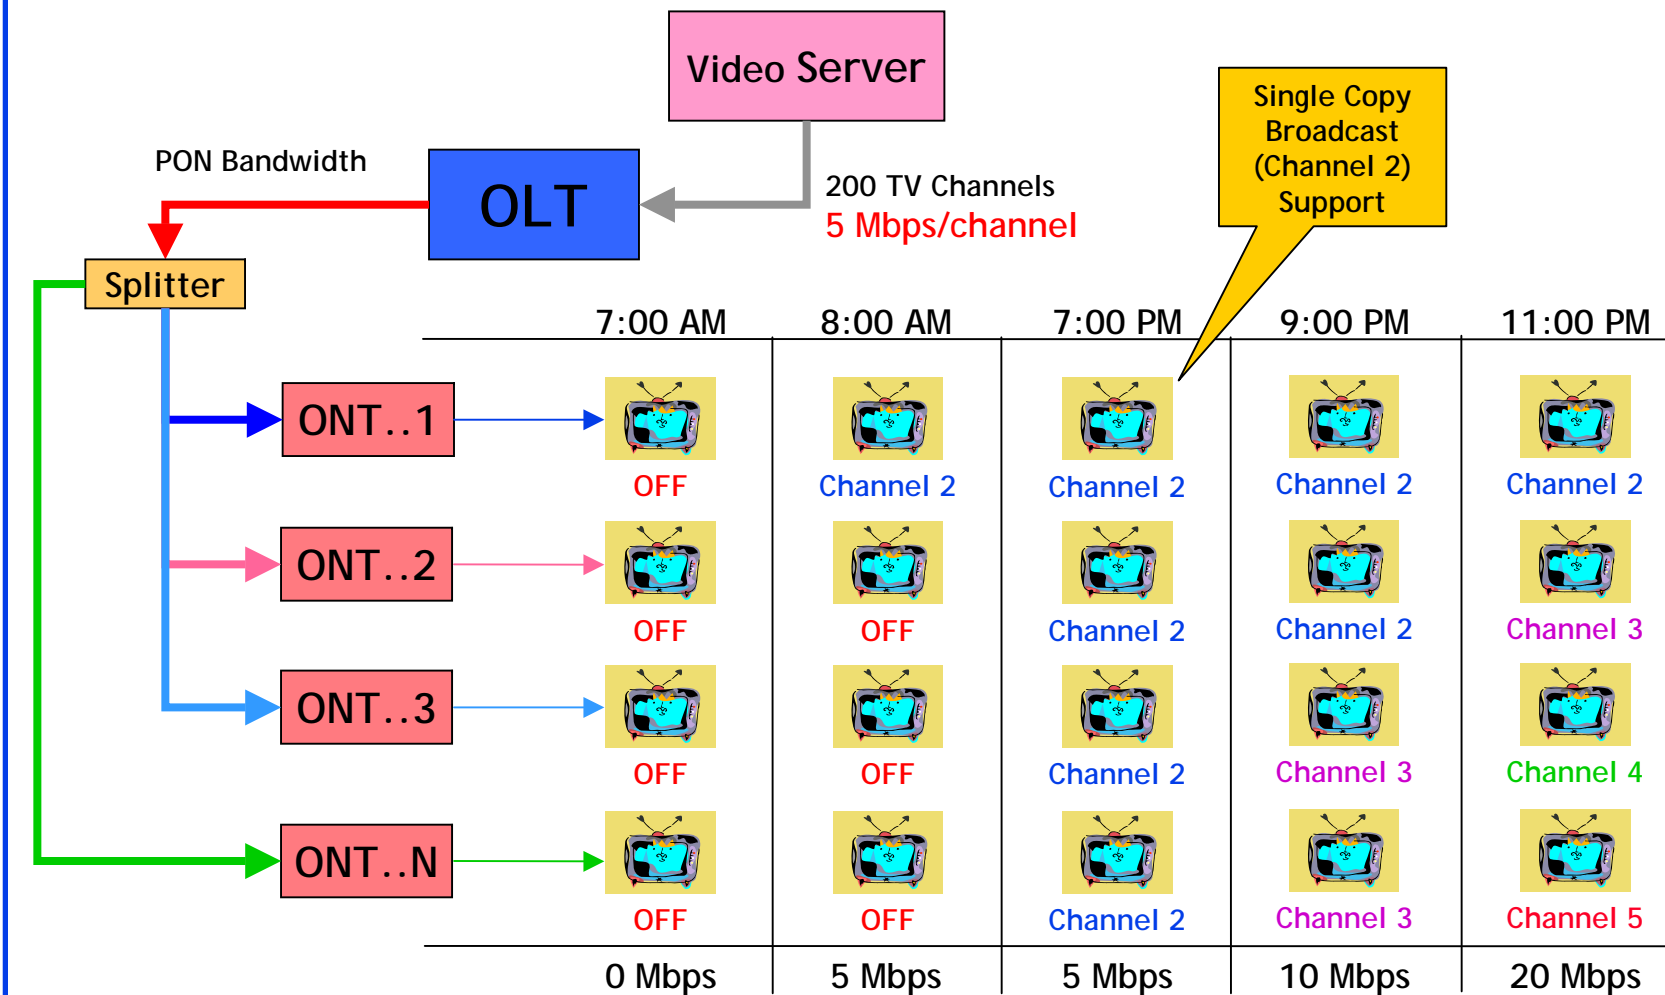 Video Server
Single Copy
Broadcast
(Channel 2)
Support
PON Bandwidth
OLT
200 TV Channels
5 Mbps/channel
Splitter
7:00 AM 8:00 AM 7:00 PM 9:00 PM 11:00 PM
ONT..1
OFF Channel 2 Channel 2 Channel 2 Channel 2
ONT..2
OFF OFF Channel 2 Channel 2 Channel 3
ONT..3
OFF OFF Channel 2 Channel 3 Channel 4
ONT..N
OFF OFF Channel 2 Channel 3 Channel 5
0 Mbps 5 Mbps 5 Mbps 10 Mbps 20 Mbps